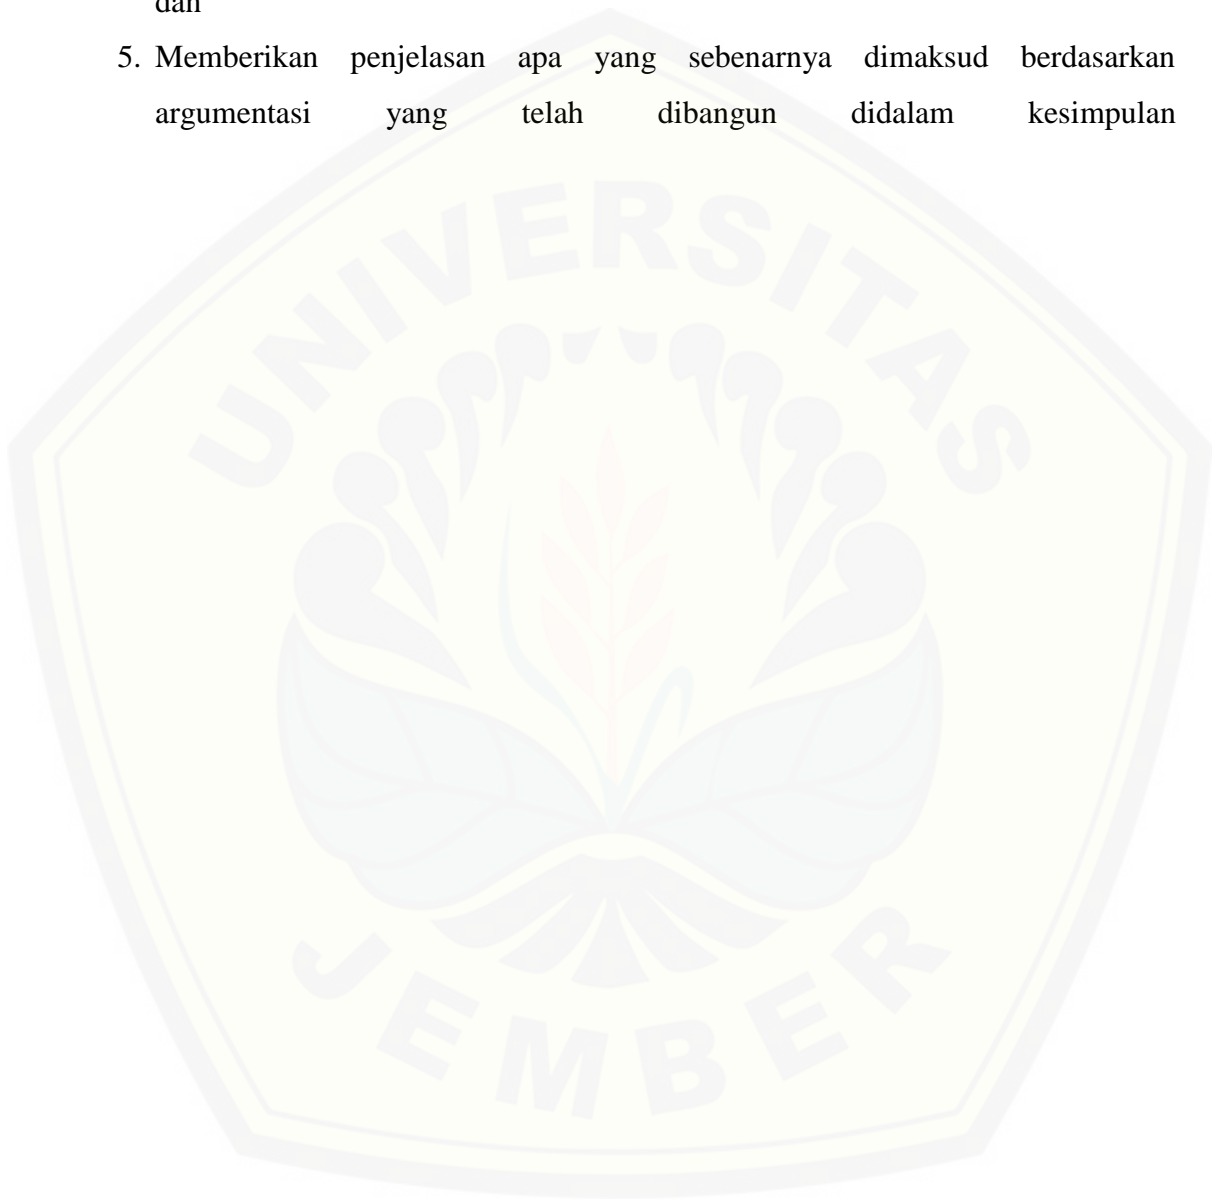 dan
5. Memberikan penjelasan apa yang sebenarnya dimaksud berdasarkan
argumentasi yang telah dibangun didalam kesimpulan
UNIVERSITAS
JEMBER